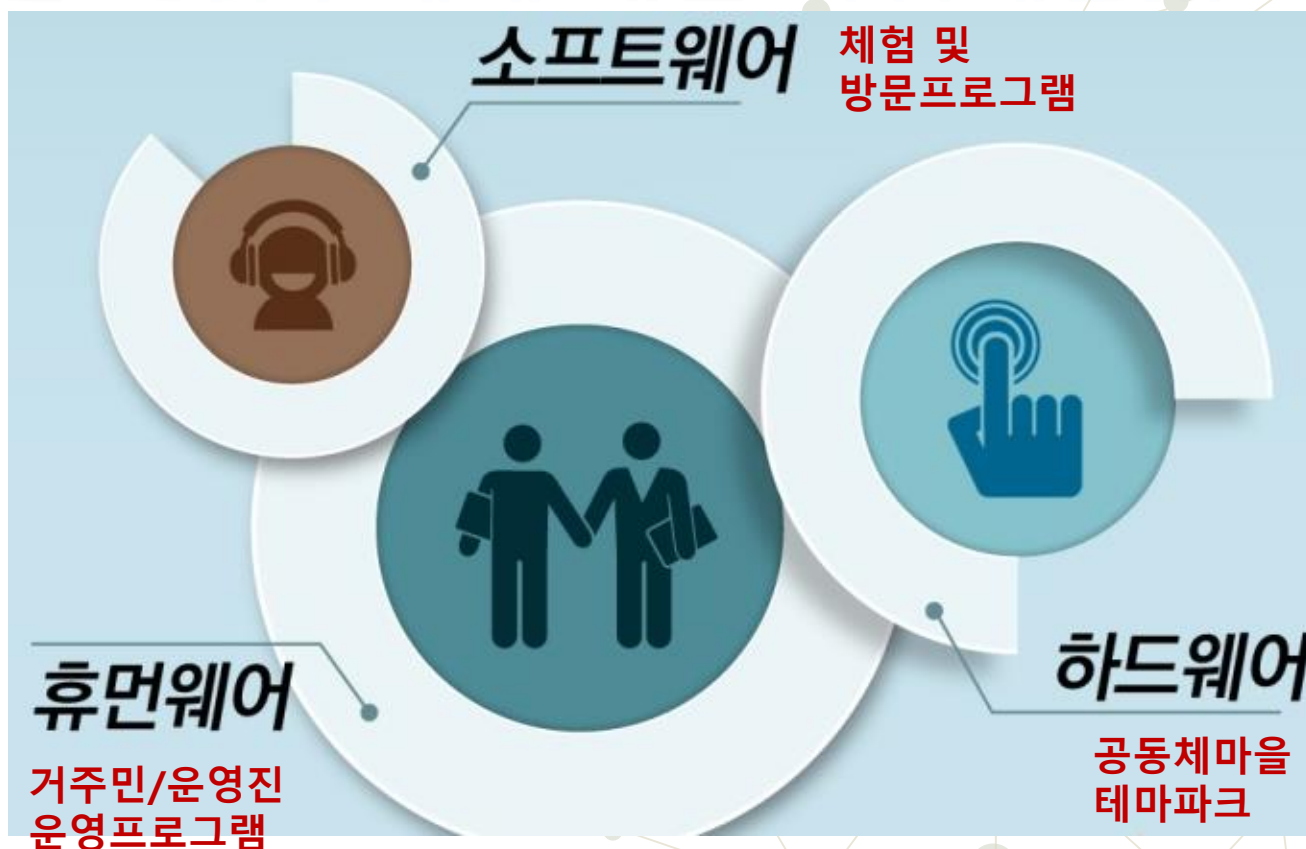 소프트웨어
체험 및
방문프로그램
휴먼웨어
거주민/운영진
운영프로그램
하드웨어
공동체마을
테마파크